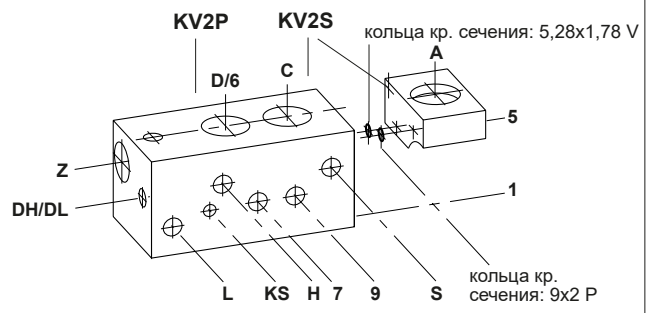 KV2P
KV2S
кольца кр. сечения: 5,28x1,78 V
D/6
C
A
5
Z
DH/DL
1
L
KS
H
7
9
S
кольца кр.
сечения: 9x2 P